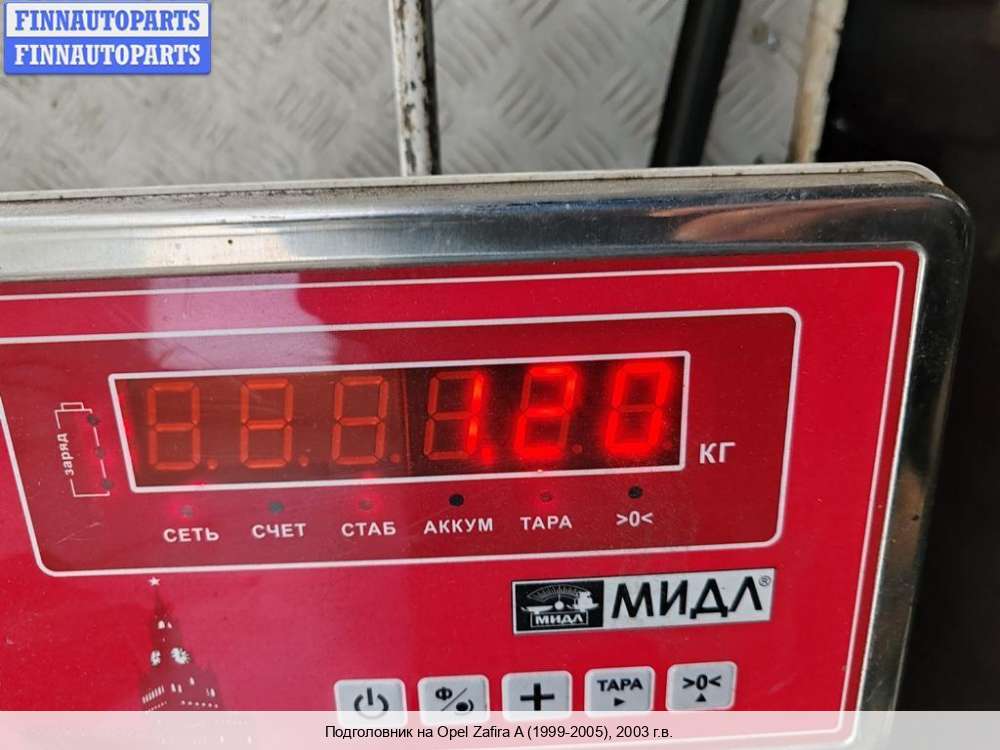 FINNAUTOPARTS
FINNAUTOPARTS
1.20
КГ
заряд
СЕТЬ СЧЕТ СТАБ АККУМ ТАРА >0<
МИДЛ МИДЛ®
Ф + ТАРА >0<
Подголовник на Opel Zafira A (1999-2005), 2003 г.в.